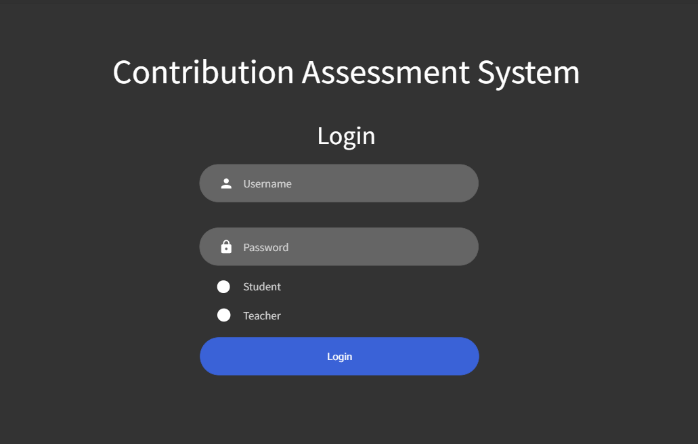 Contribution Assessment System
Login
Username
Password
Student
Teacher
Login